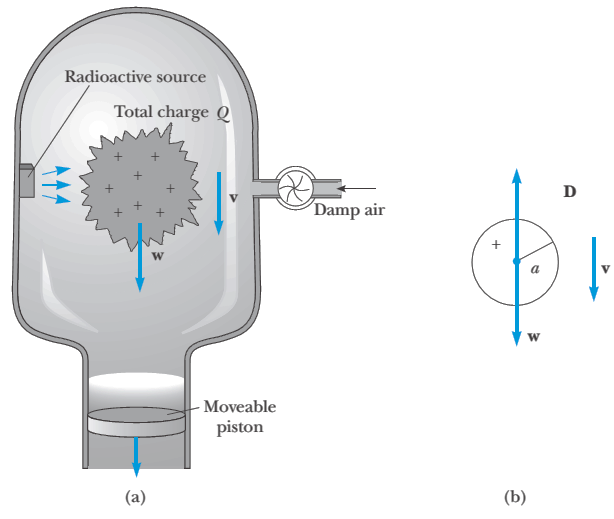 Radioactive source
Total charge Q
+ +
+
+ +
+ +
+
v
w
Damp air
Moveable
piston
(a)
D
+
a
v
w
(b)